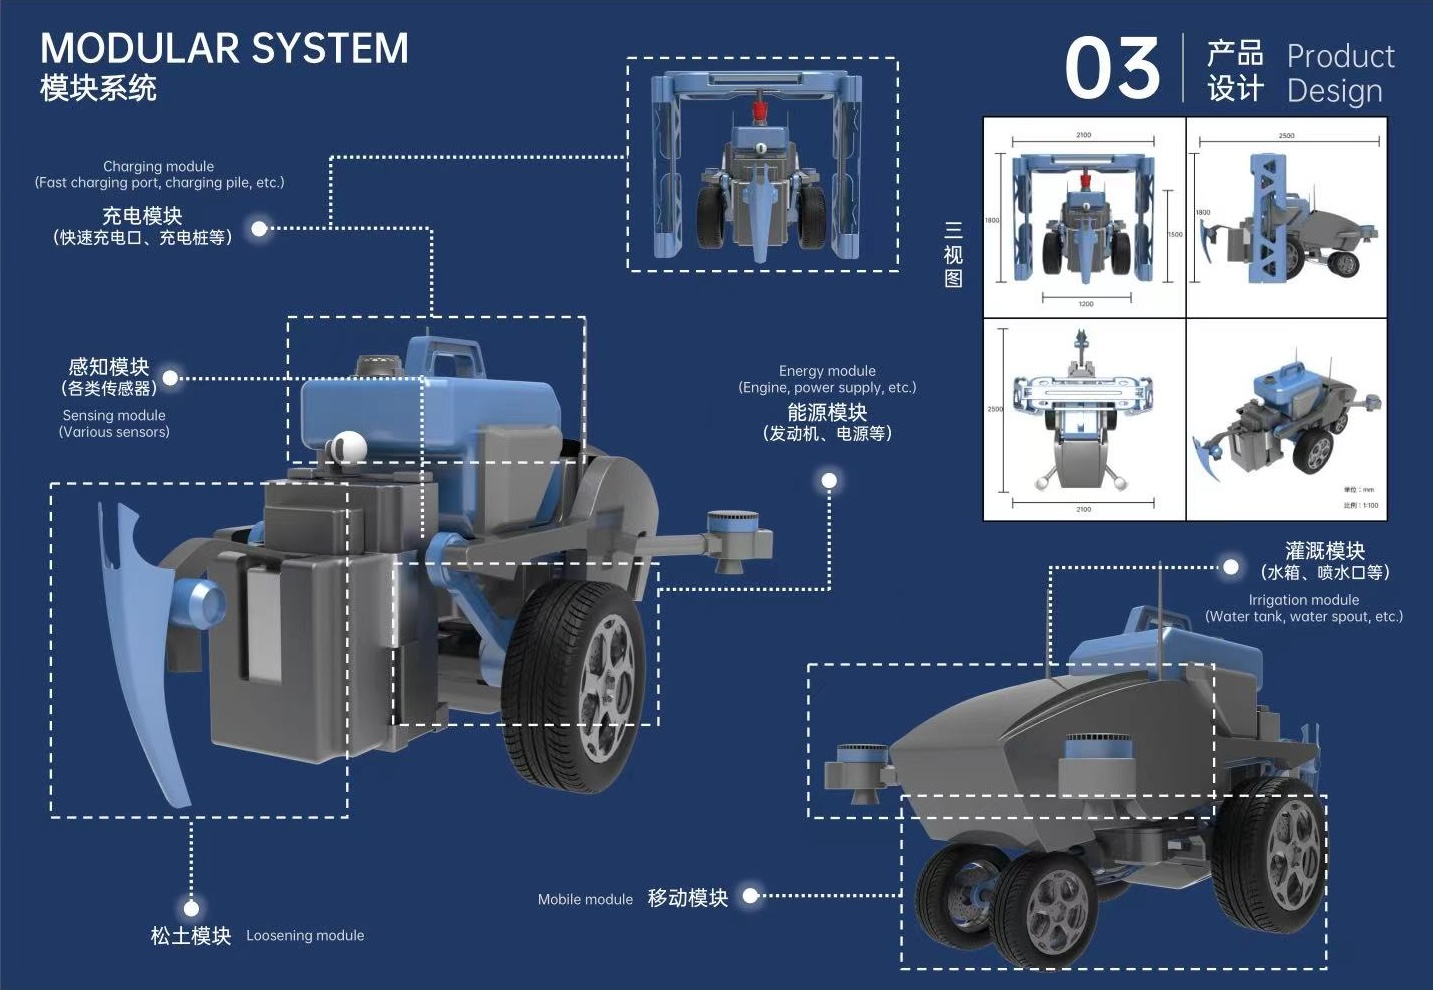 MODULAR SYSTEM
模块系统
03
产品
设计
Product
Design
Charging module
(Fast charging port, charging pile, etc.)
充电模块
(快速充电口、充电桩等)
感知模块
(各类传感器)
Sensing module
(Various sensors)
Energy module
(Engine, power supply, etc.)
能源模块
(发动机、电源等)
三视图
2100
1800
1500
1200
2500
1800
2500
2100
单位：mm
比例：1:100
灌溉模块
(水箱、喷水口等)
Irrigation module
(Water tank, water spout, etc.)
Mobile module 移动模块
松土模块 Loosening module